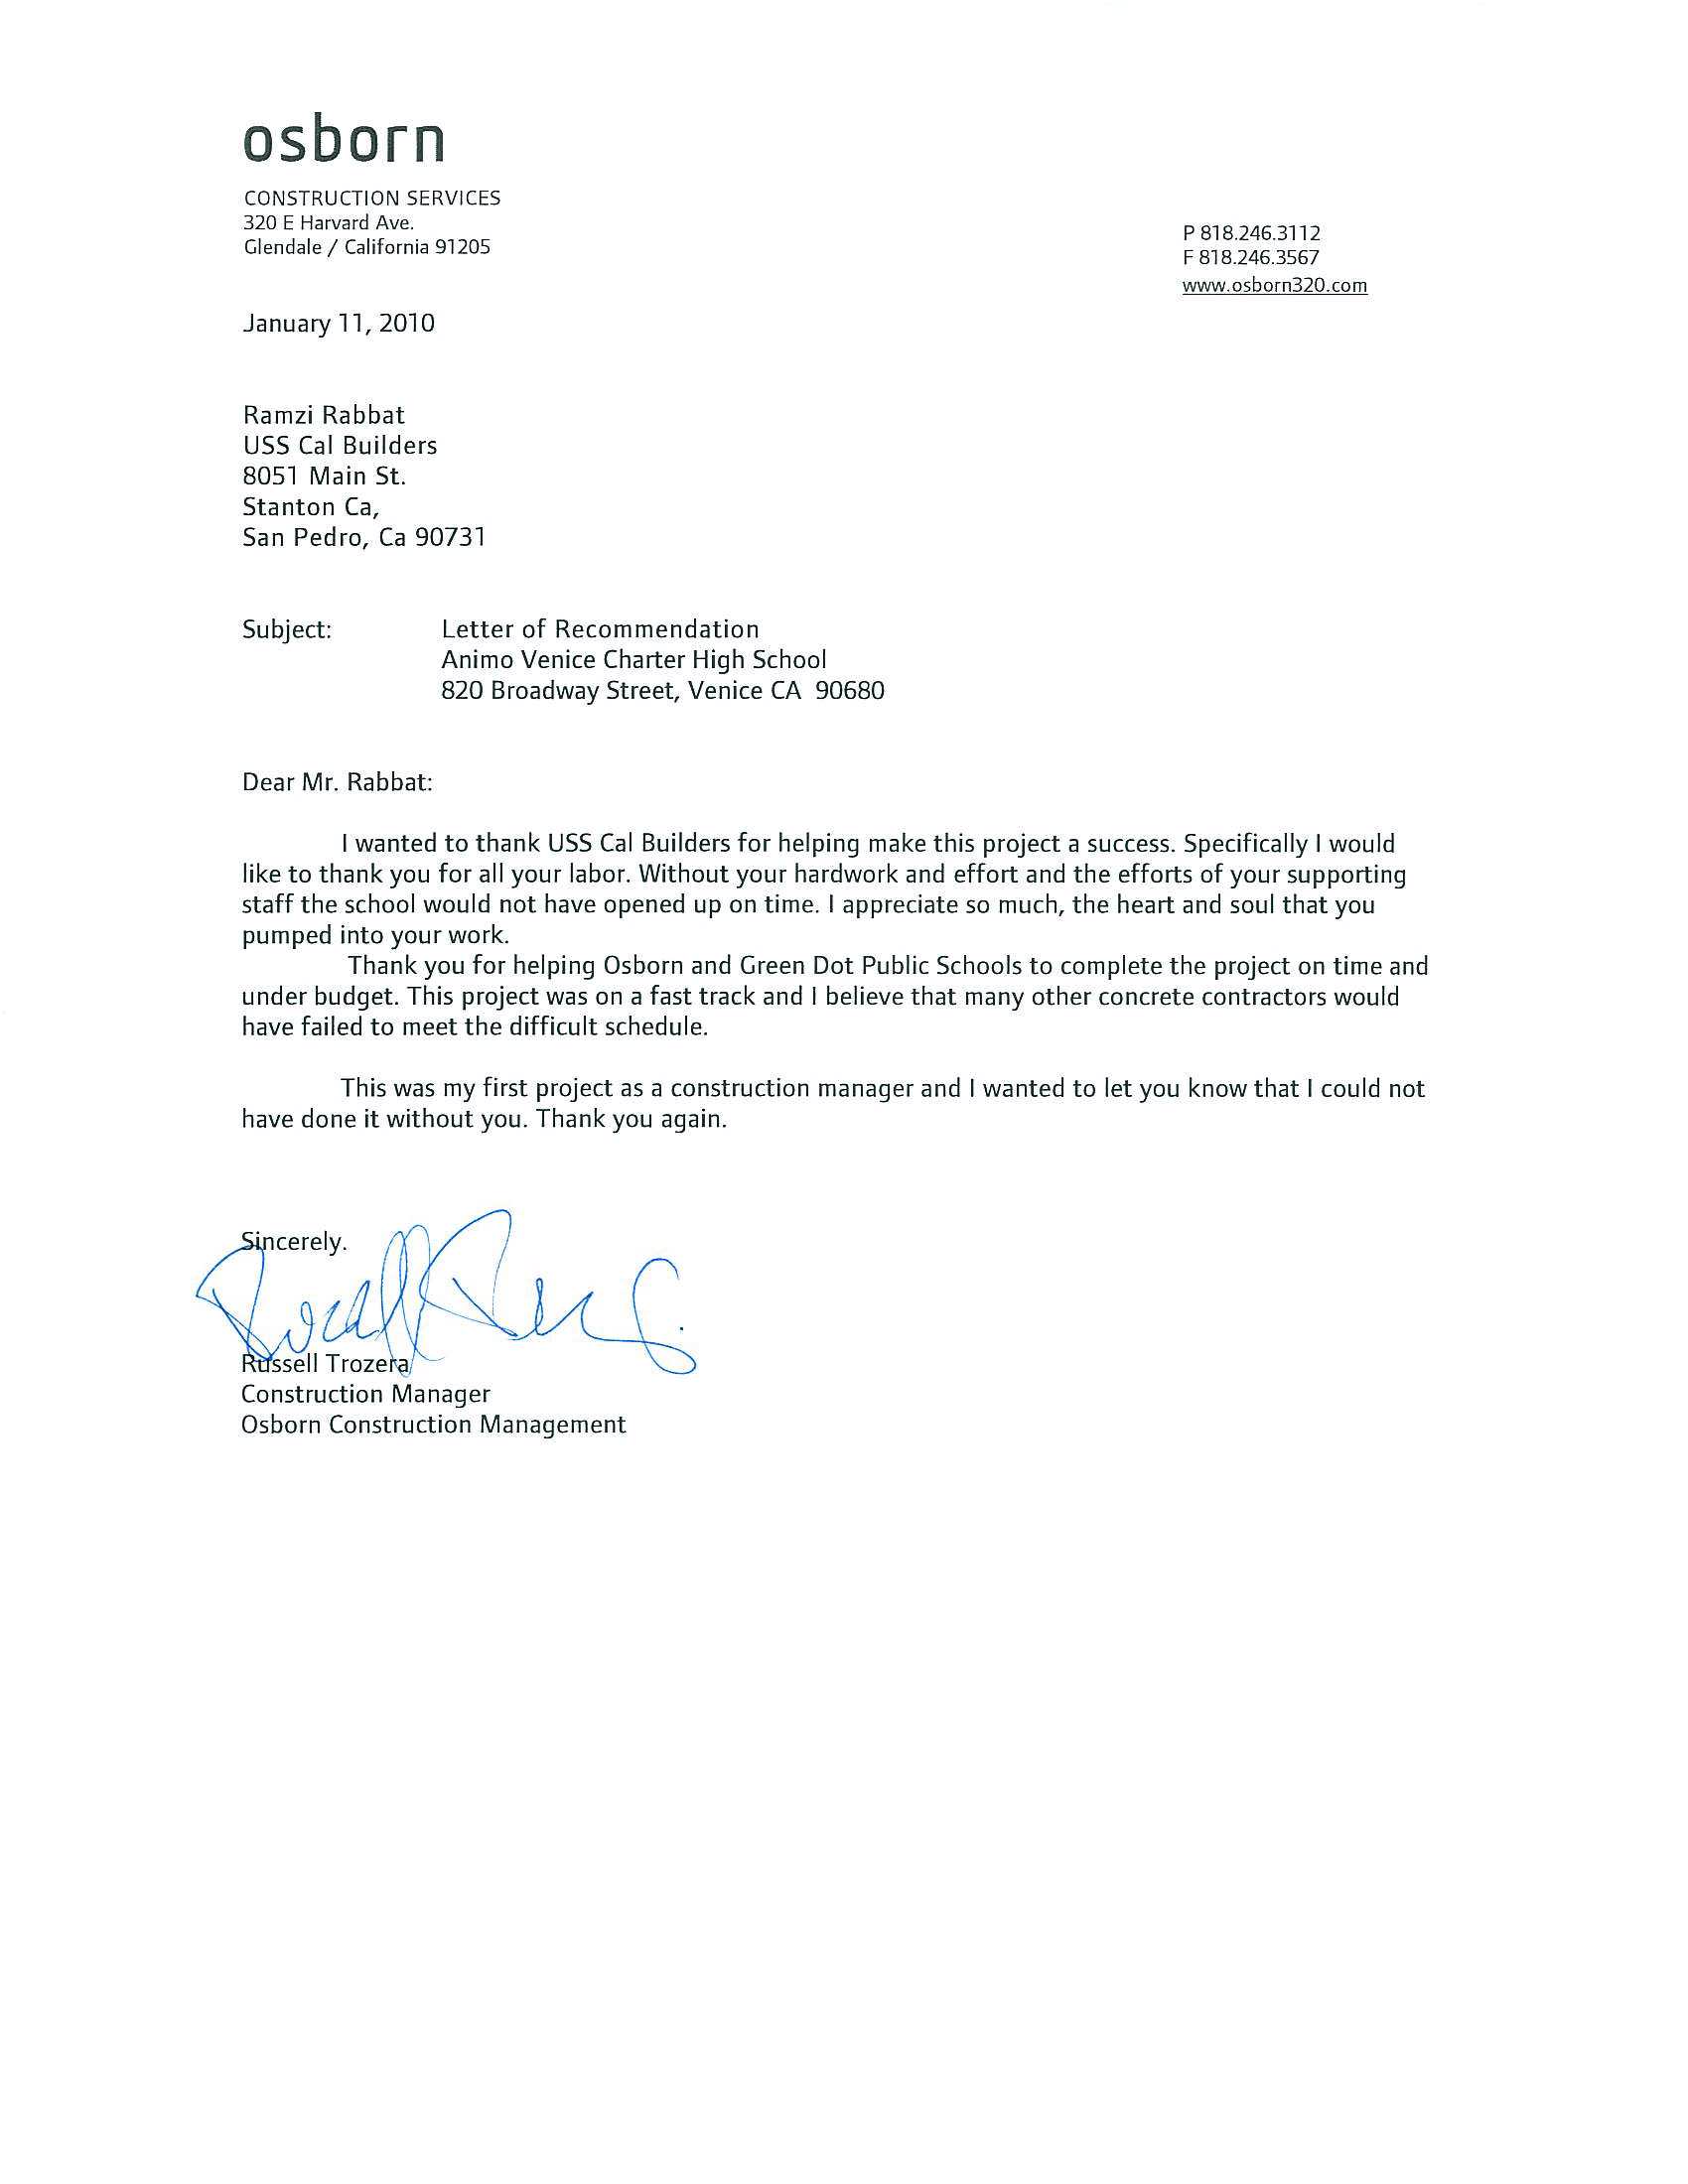 osborn
CONSTRUCTION SERVICES
320 E Harvard Ave.
Glendale / California 91205
P 818.246.3112
F 818.246.3567
www.osborn320.com
January 11, 2010
Ramzi Rabbat
USS Cal Builders
8051 Main St.
Stanton Ca,
San Pedro, Ca 90731
Subject: Letter of Recommendation
Animo Venice Charter High School
820 Broadway Street, Venice CA 90680
Dear Mr. Rabbat:
I wanted to thank USS Cal Builders for helping make this project a success. Specifically I would
like to thank you for all your labor. Without your hardwork and effort and the efforts of your supporting
staff the school would not have opened up on time. I appreciate so much, the heart and soul that you
pumped into your work.
Thank you for helping Osborn and Green Dot Public Schools to complete the project on time and
under budget. This project was on a fast track and I believe that many other concrete contractors would
have failed to meet the difficult schedule.
This was my first project as a construction manager and I wanted to let you know that I could not
have done it without you. Thank you again.
Sincerely.
Russell Trozera
Construction Manager
Osborn Construction Management